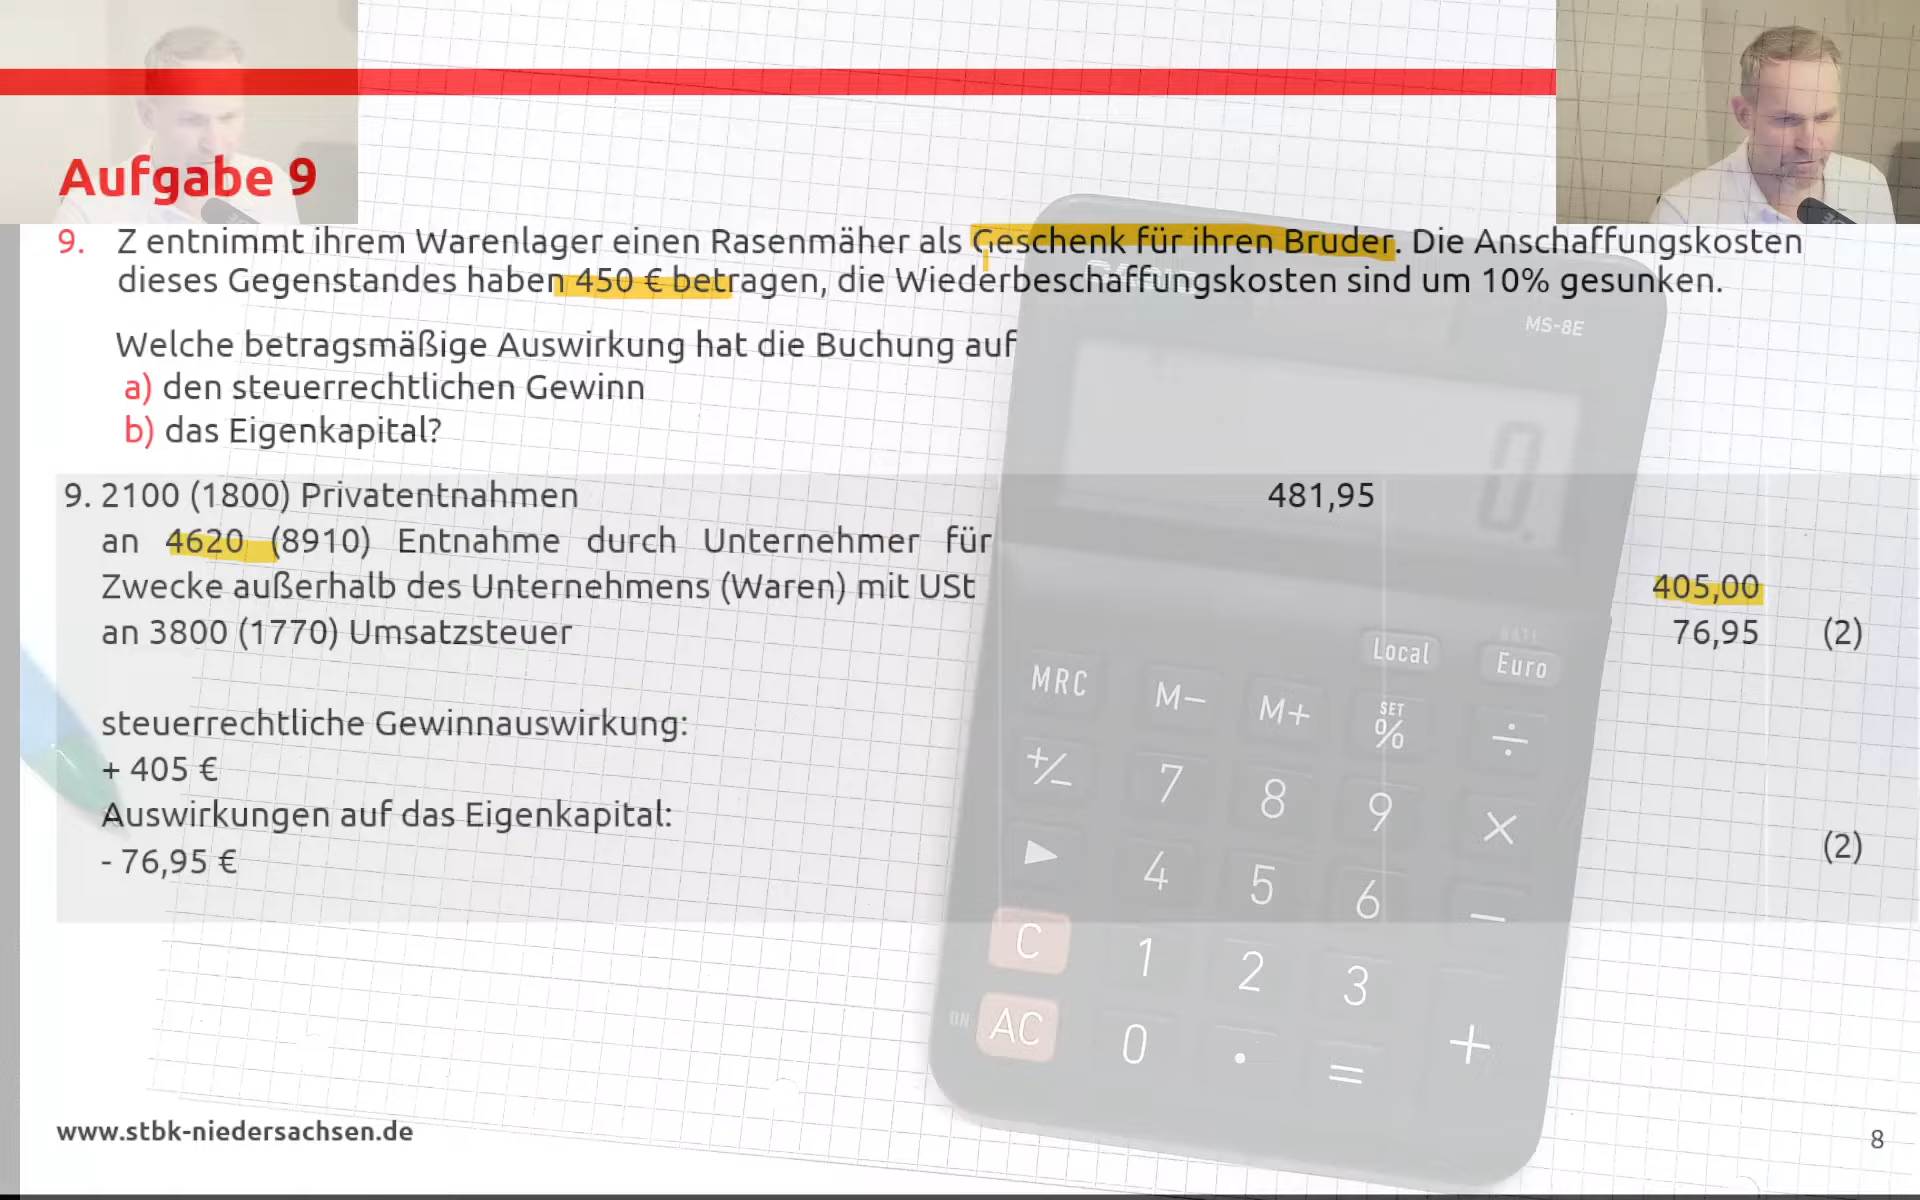 Aufgabe 9
9. Z entnimmt ihrem Warenlager einen Rasenmäher als Geschenk für ihren Bruder. Die Anschaffungskosten
dieses Gegenstandes haben 450 € betragen, die Wiederbeschaffungskosten sind um 10% gesunken.
MS-8E
Welche betragsmäßige Auswirkung hat die Buchung auf
a) den steuerrechtlichen Gewinn
b) das Eigenkapital?
0.
9. 2100 (1800) Privatentnahmen 481,95
an 4620 (8910) Entnahme durch Unternehmer für
Zwecke außerhalb des Unternehmens (Waren) mit USt 405,00
an 3800 (1770) Umsatzsteuer 76,95 (2)
steuerrechtliche Gewinnauswirkung:
+ 405 €
Auswirkungen auf das Eigenkapital:
- 76,95 € (2)
RATE
Local Euro
MRC M− M+ SET % ÷
+/− 7 8 9 ×
▶ 4 5 6 −
C 1 2 3
ON AC 0 · = +
www.stbk-niedersachsen.de
8